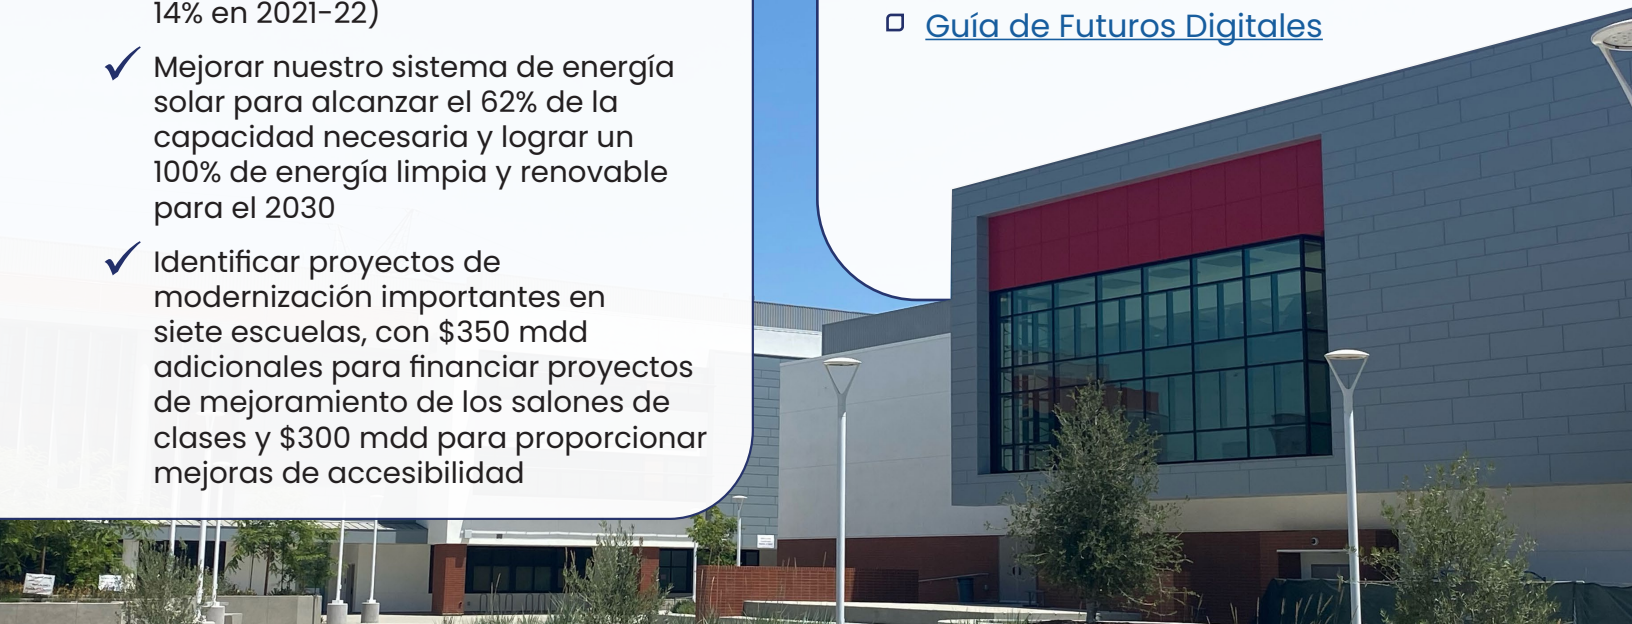 14% en 2021-22)
Mejorar nuestro sistema de energía
solar para alcanzar el 62% de la
capacidad necesaria y lograr un
100% de energía limpia y renovable
para el 2030
Identificar proyectos de
modernización importantes en
siete escuelas, con $350 mdd
adicionales para financiar proyectos
de mejoramiento de los salones de
clases y $300 mdd para proporcionar
mejoras de accesibilidad
Guía de Futuros Digitales